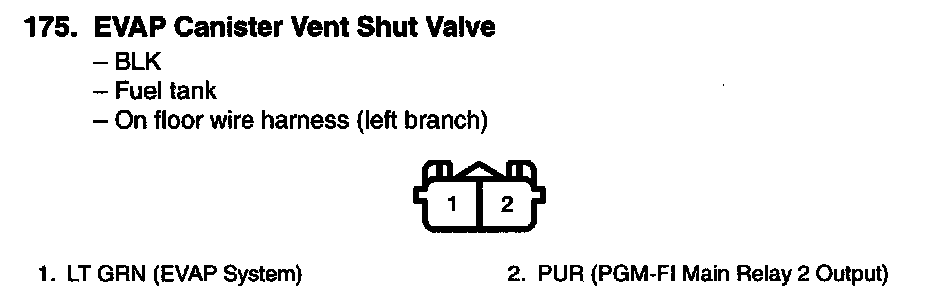 175. EVAP Canister Vent Shut Valve
– BLK
– Fuel tank
– On floor wire harness (left branch)
1 2
1. LT GRN (EVAP System) 2. PUR (PGM-FI Main Relay 2 Output)